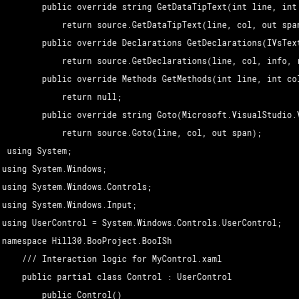 public override string GetDataTipText(int line, int
return source.GetDataTipText(line, col, out span
public override Declarations GetDeclarations(IVsText
return source.GetDeclarations(line, col, info,
public override Methods GetMethods(int line, int col
return null;
public override string Goto(Microsoft.VisualStudio.V
return source.Goto(line, col, out span);
using System;
using System.Windows;
using System.Windows.Controls;
using System.Windows.Input;
using UserControl = System.Windows.Controls.UserControl;
namespace Hill30.BooProject.BooISh
/// Interaction logic for MyControl.xaml
public partial class Control : UserControl
public Control()